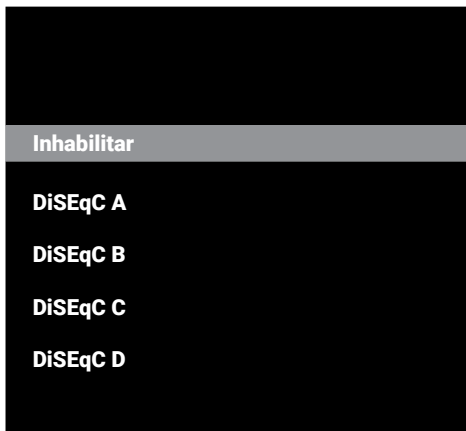 Inhabilitar
DiSEqC A
DiSEqC B
DiSEqC C
DiSEqC D